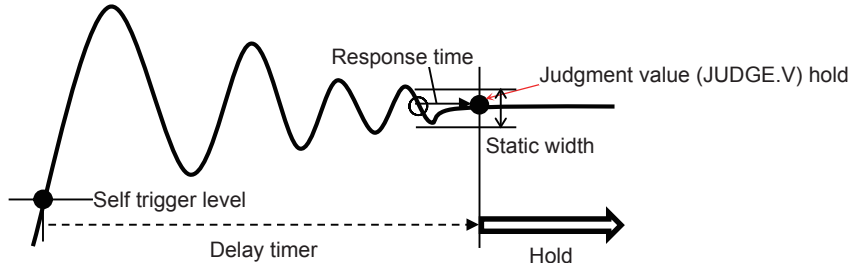 Response time
Judgment value (JUDGE.V) hold
Static width
Self trigger level
Delay timer
Hold